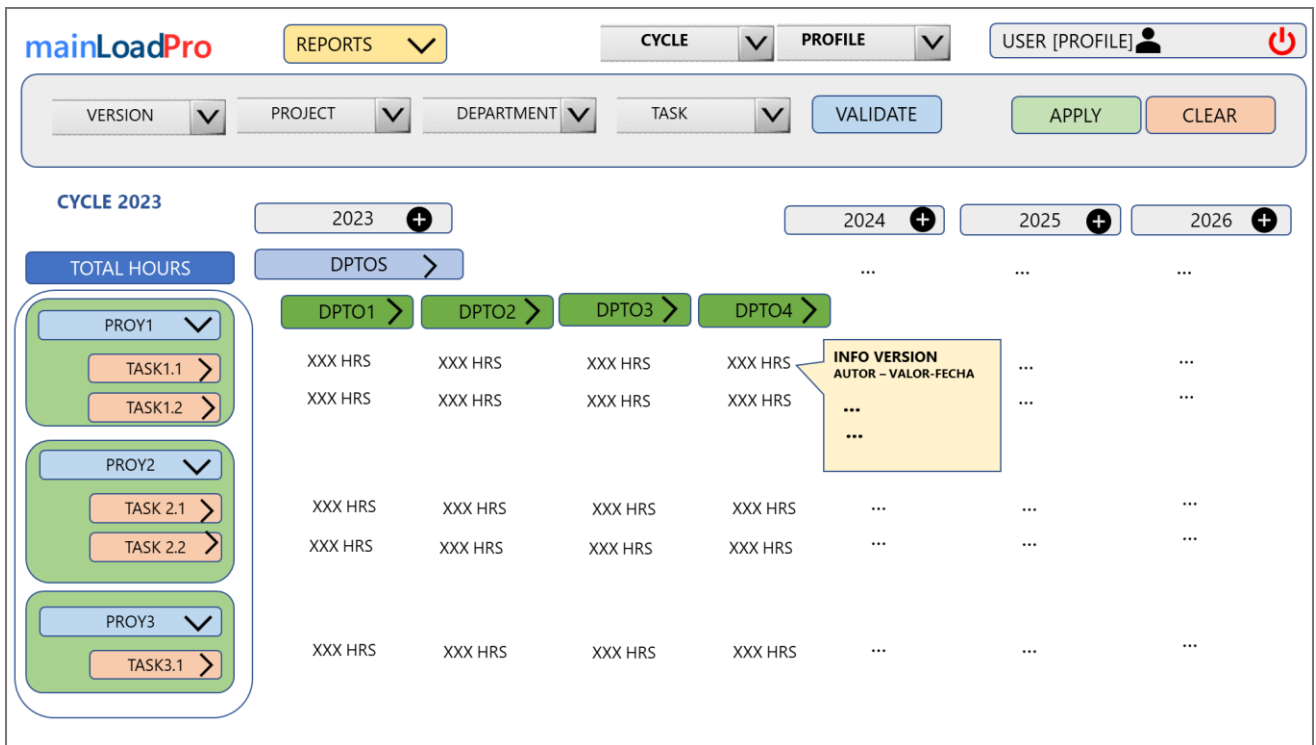 mainLoadPro REPORTS CYCLE PROFILE USER [PROFILE]
VERSION PROJECT DEPARTMENT TASK VALIDATE APPLY CLEAR
CYCLE 2023
2023 2024 2025 2026
TOTAL HOURS DPTOS ... ... ...
PROY1 DPTO1 DPTO2 DPTO3 DPTO4
TASK1.1 XXX HRS XXX HRS XXX HRS XXX HRS ... ...
INFO VERSION
AUTOR – VALOR-FECHA
...
...
TASK1.2 XXX HRS XXX HRS XXX HRS XXX HRS ... ...
PROY2
TASK 2.1 XXX HRS XXX HRS XXX HRS XXX HRS ... ... ...
TASK 2.2 XXX HRS XXX HRS XXX HRS XXX HRS ... ... ...
PROY3
TASK3.1 XXX HRS XXX HRS XXX HRS XXX HRS ... ... ...